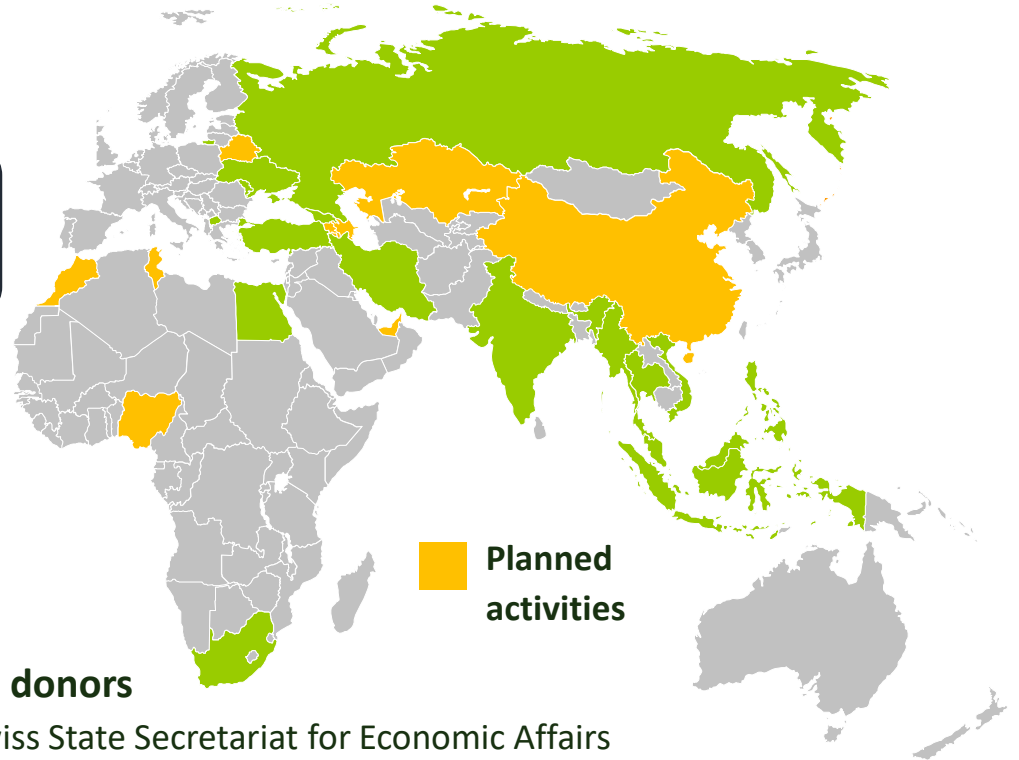 Planned
activities
donors
iss State Secretariat for Economic Affairs